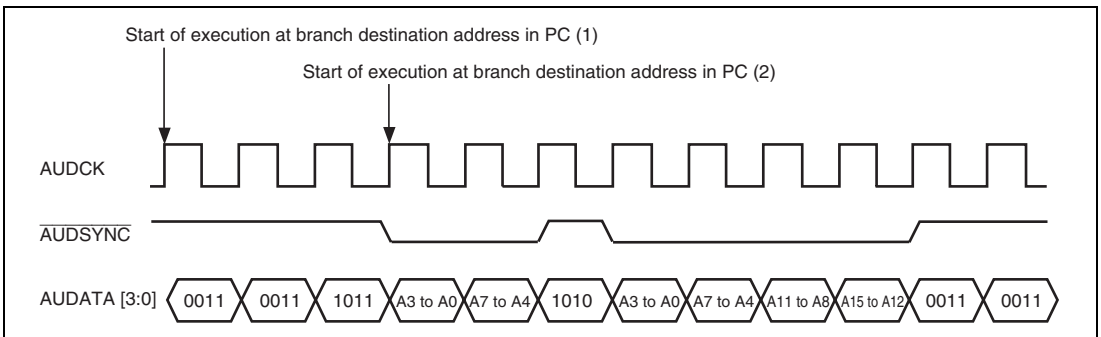 Start of execution at branch destination address in PC (1)
Start of execution at branch destination address in PC (2)
AUDCK
AUDSYNC
AUDATA [3:0] 0011 0011 1011 A3 to A0 A7 to A4 1010 A3 to A0 A7 to A4 A11 to A8 A15 to A12 0011 0011